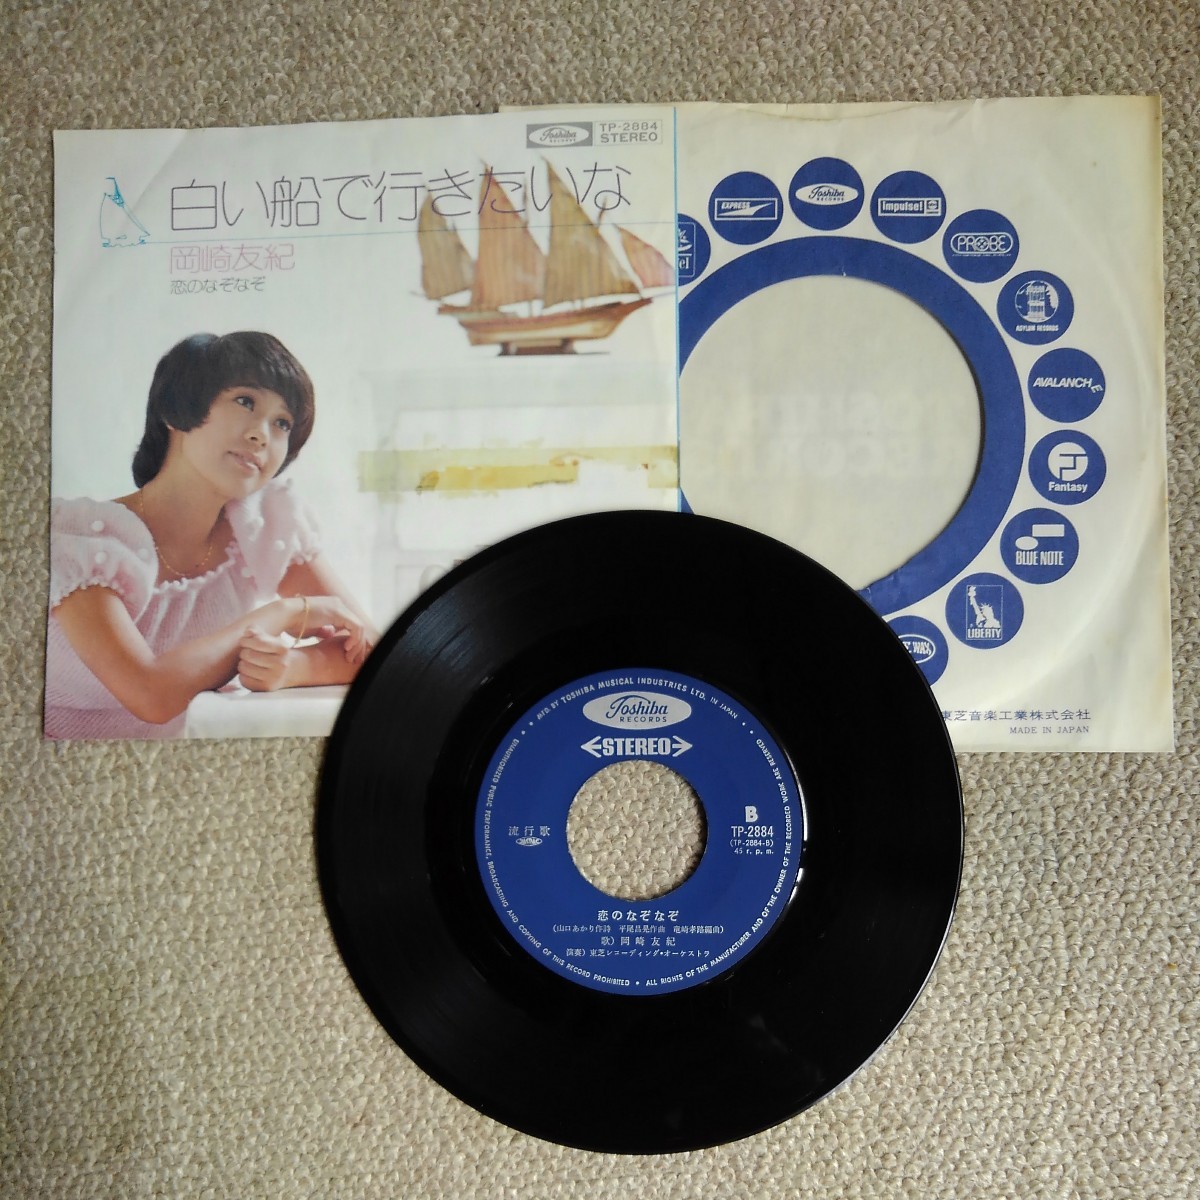 Toshiba
RECORDS
TP-2884
STEREO
白い船で行きたいな
岡崎友紀
恋のなぞなぞ
EXPRESS
Toshiba
RECORDS
impulse!
PROBE
ASYLUM RECORDS
AVALANCHE
Fantasy
BLUE NOTE
LIBERTY
東芝音楽工業株式会社
MADE IN JAPAN
MFD. BY TOSHIBA MUSICAL INDUSTRIES LTD. IN JAPAN
Toshiba
RECORDS
STEREO
流行歌
B
TP-2884
(TP-2884-B)
45 r.p.m.
恋のなぞなぞ
(山口あかり作詩 平尾昌晃作曲 竜崎孝路編曲)
歌) 岡崎友紀
演奏) 東芝レコーディング・オーケストラ
UNAUTHORIZED PUBLIC PERFORMANCE, BROADCASTING AND COPYING OF THIS RECORD PROHIBITED • ALL RIGHTS OF THE MANUFACTURER AND OF THE OWNER OF THE RECORDED WORK ARE RESERVED